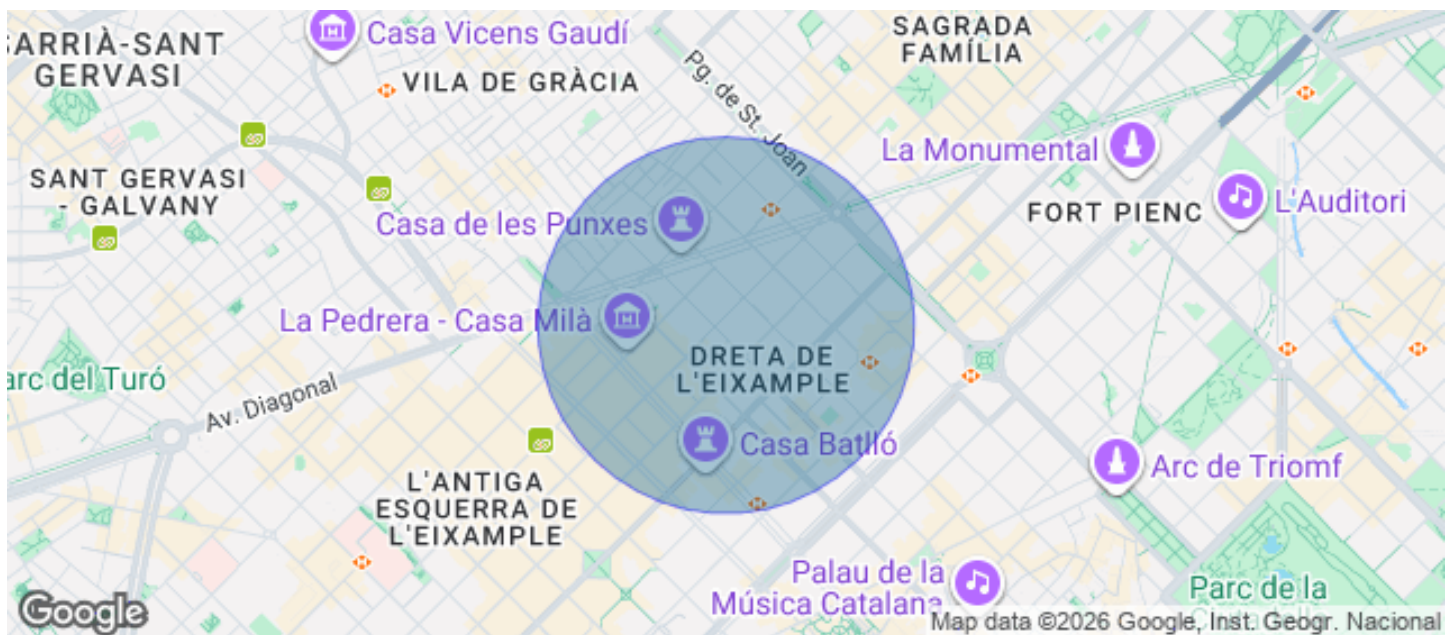 SARRIÀ-SANT
GERVASI
Casa Vicens Gaudí
VILA DE GRÀCIA
SAGRADA
FAMÍLIA
Pg. de St. Joan
La Monumental
SANT GERVASI
- GALVANY
Casa de les Punxes
FORT PIENC
L'Auditori
La Pedrera - Casa Milà
DRETA DE
L'EIXAMPLE
arc del Turó
Av. Diagonal
Casa Batlló
Arc de Triomf
L'ANTIGA
ESQUERRA DE
L'EIXAMPLE
Palau de la
Música Catalana
Parc de la
Google
Map data ©2026 Google, Inst. Geogr. Nacional